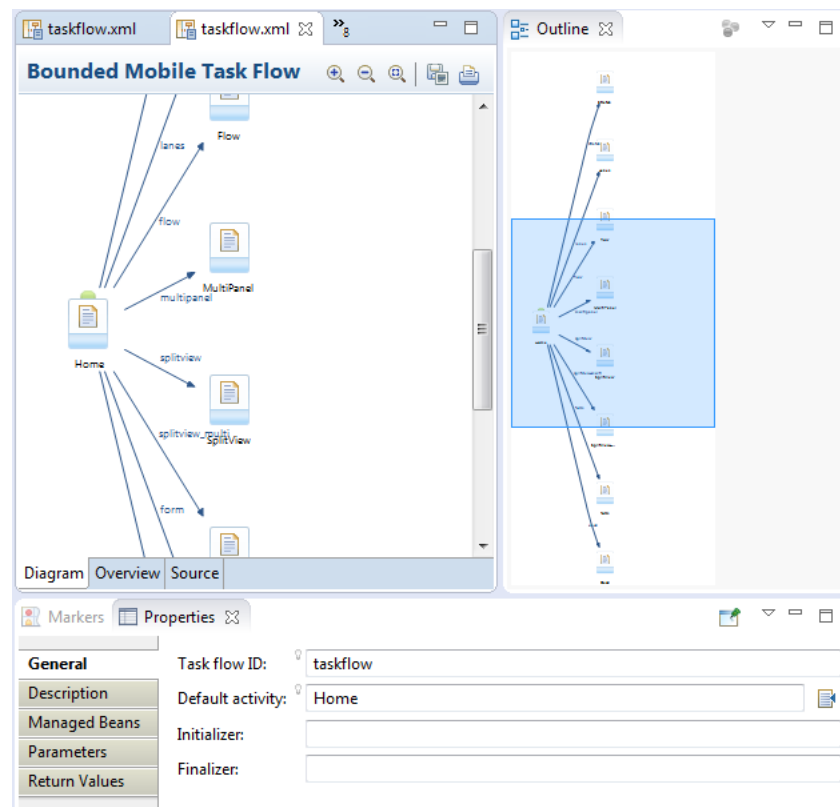 taskflow.xml
taskflow.xml
»8
Outline
Bounded Mobile Task Flow
Flow
lanes
flow
MultiPanel
multipanel
Home
splitview
splitview_multi
SplitView
form
Diagram
Overview
Source
Markers
Properties
General
Task flow ID:
taskflow
Description
Default activity:
Home
Managed Beans
Initializer:
Parameters
Finalizer:
Return Values